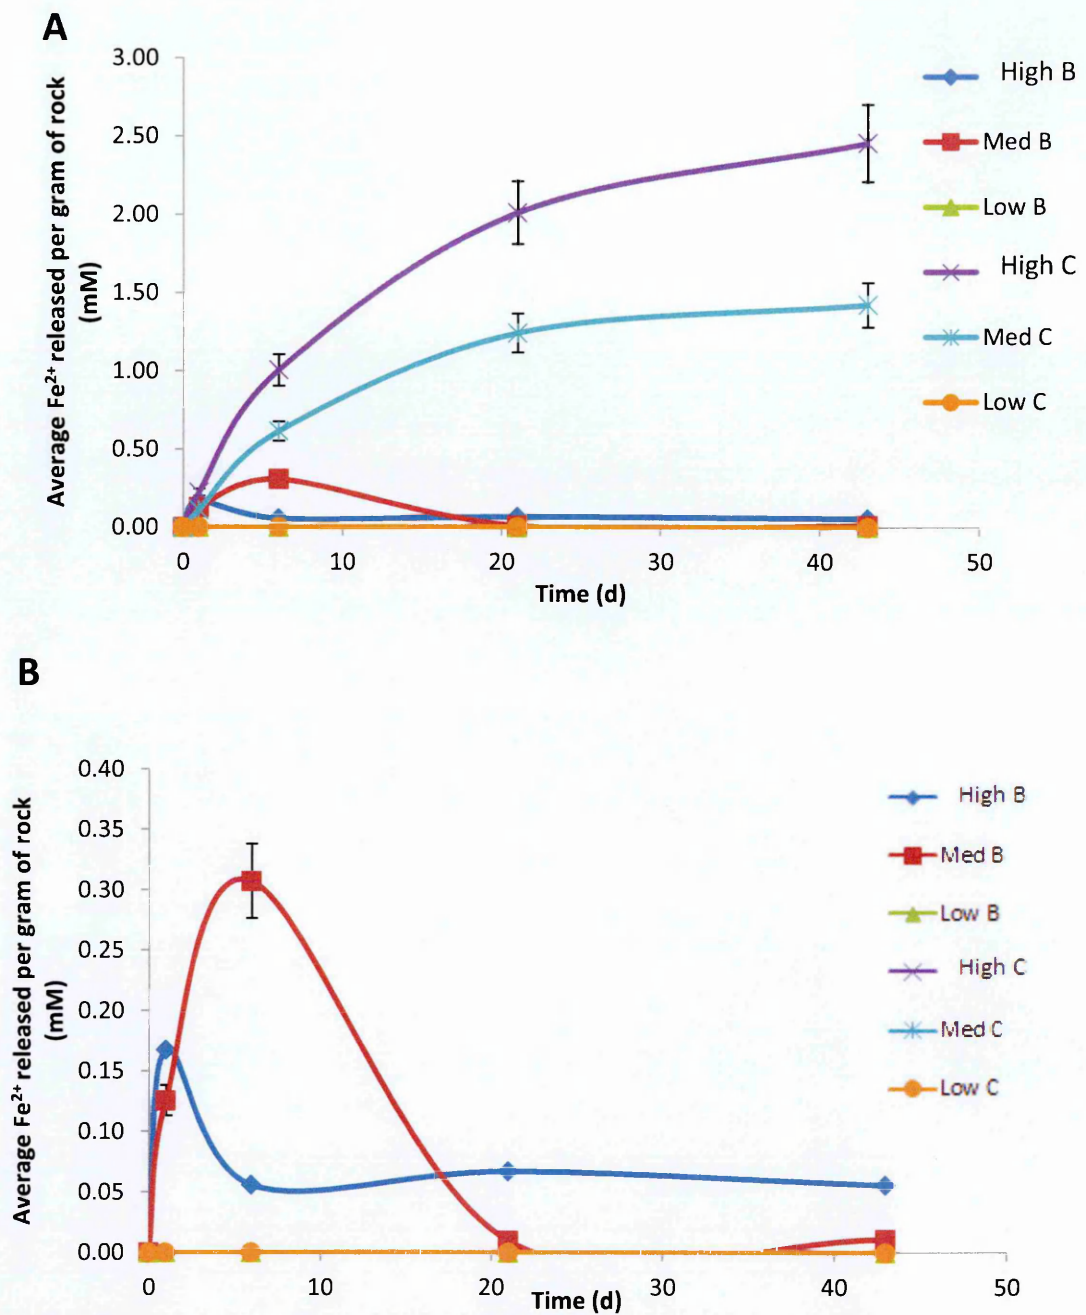 A
Average Fe²⁺ released per gram of rock
(mM)
3.00
2.50
2.00
1.50
1.00
0.50
0.00
0
10
20
30
40
50
Time (d)
High B
Med B
Low B
High C
Med C
Low C
B
Average Fe²⁺ released per gram of rock
(mM)
0.40
0.35
0.30
0.25
0.20
0.15
0.10
0.05
0.00
0
10
20
30
40
50
Time (d)
High B
Med B
Low B
High C
Med C
Low C